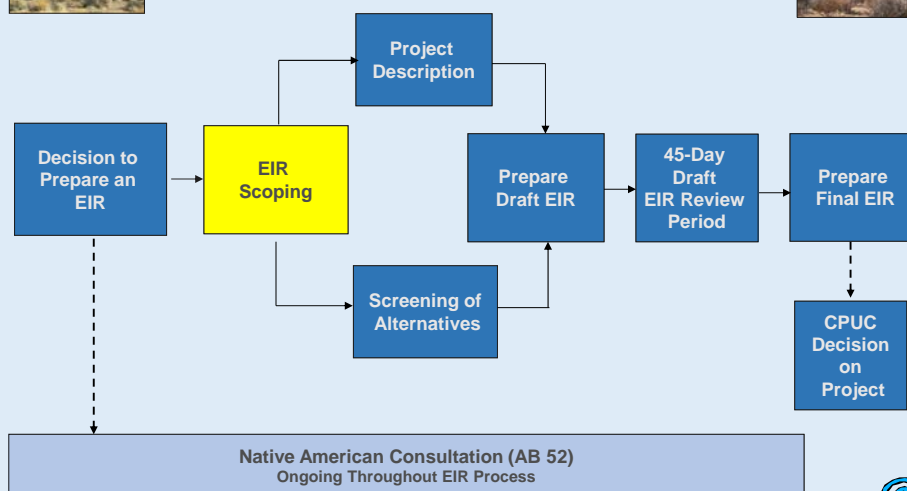 Project
Description
Decision to
Prepare an
EIR
EIR
Scoping
Prepare
Draft EIR
45-Day
Draft
EIR Review
Period
Prepare
Final EIR
Screening of
Alternatives
CPUC
Decision
on
Project
Native American Consultation (AB 52)
Ongoing Throughout EIR Process